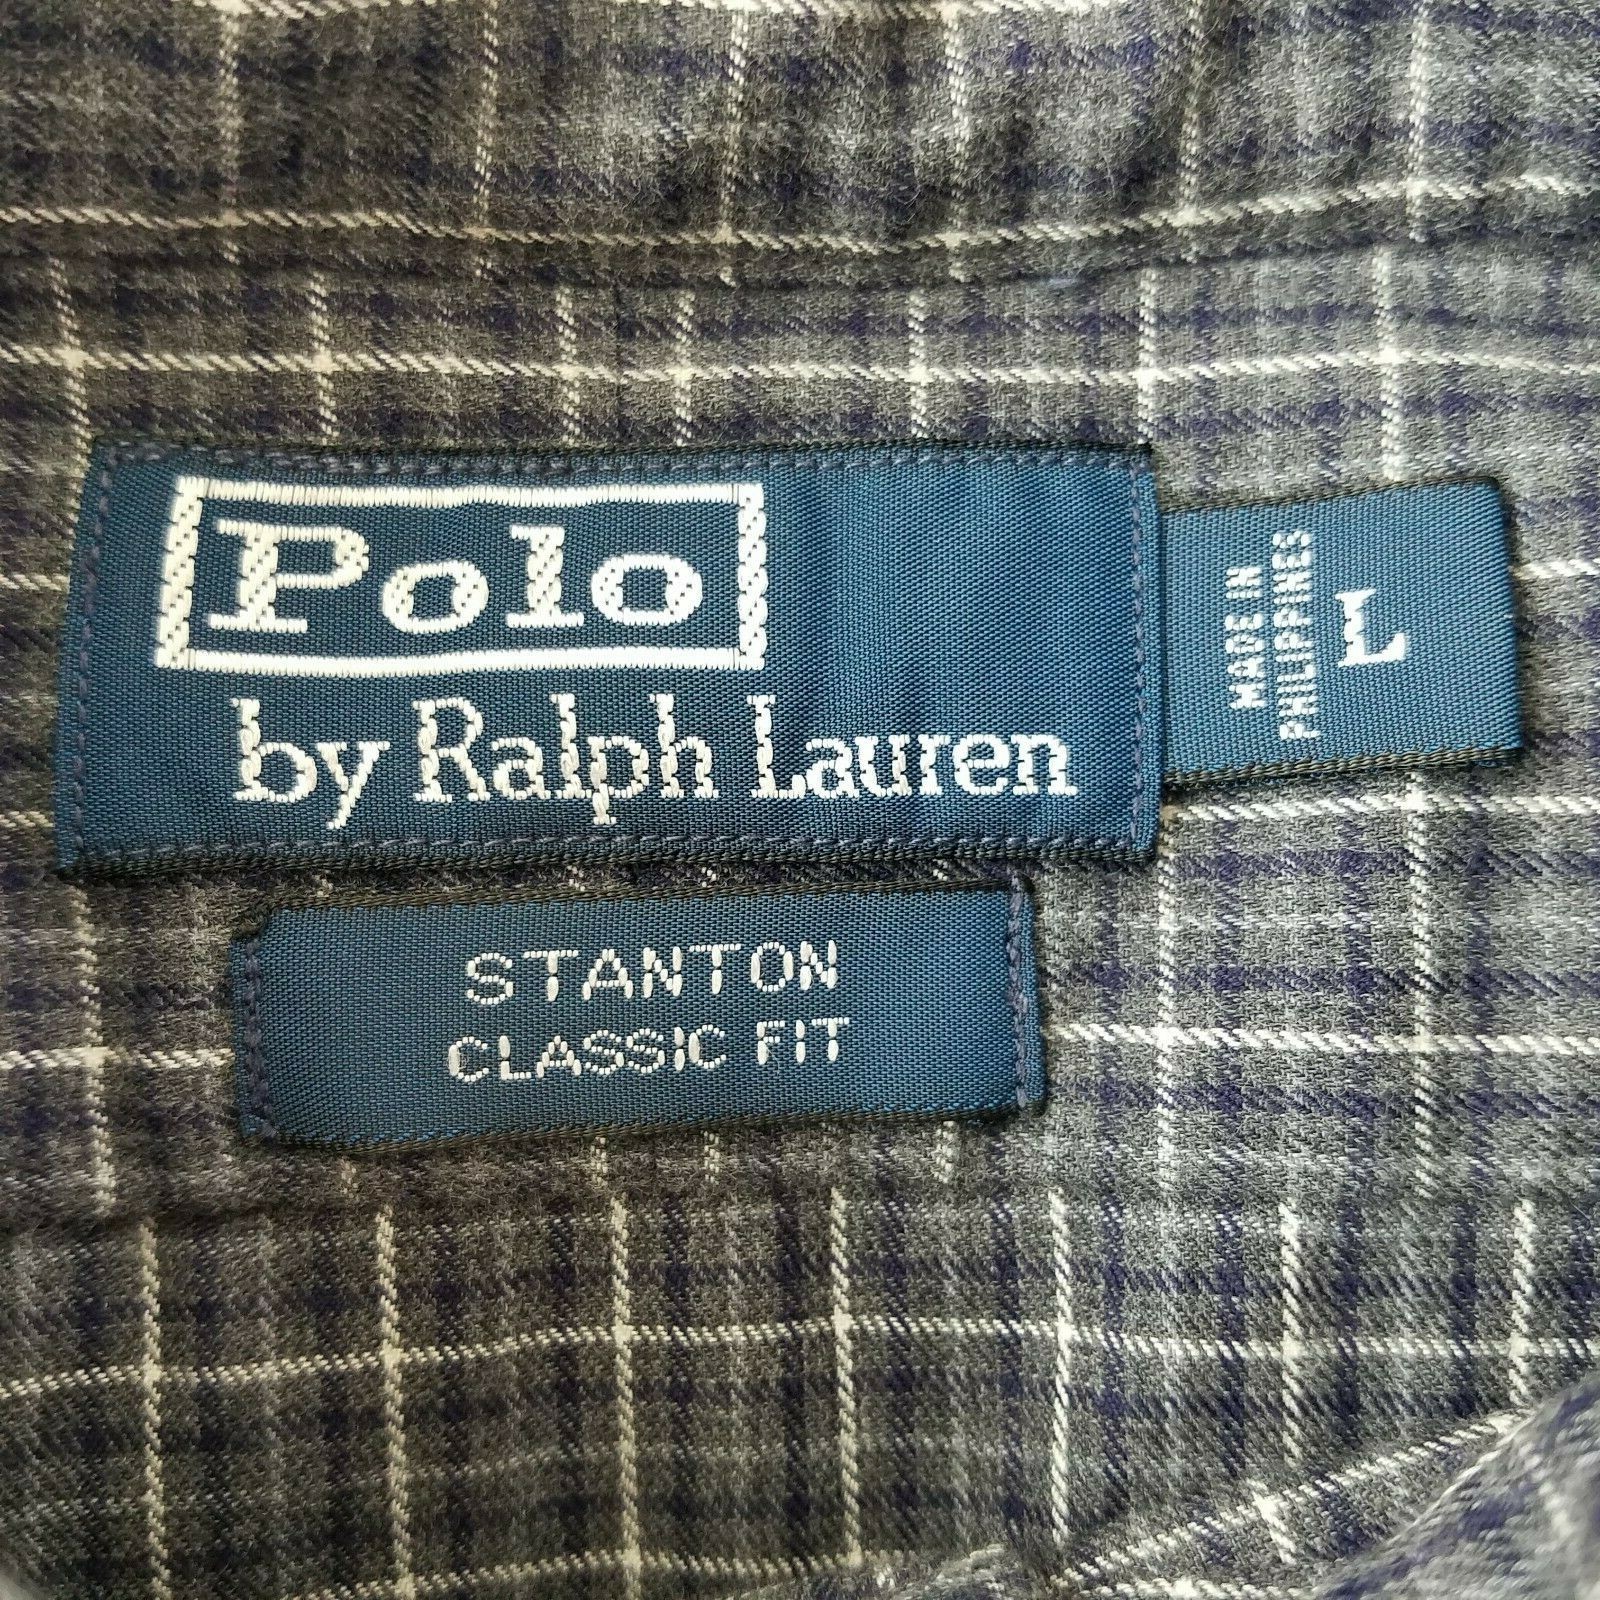 Polo
by Ralph Lauren
MADE IN
PHILIPPINES
L
STANTON
CLASSIC FIT